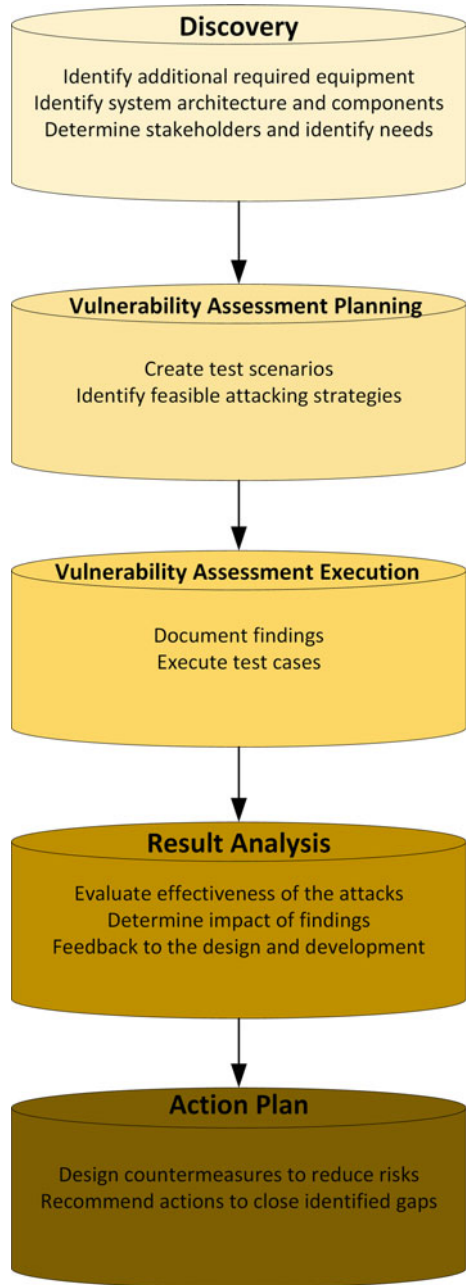 Discovery
Identify additional required equipment
Identify system architecture and components
Determine stakeholders and identify needs
Vulnerability Assessment Planning
Create test scenarios
Identify feasible attacking strategies
Vulnerability Assessment Execution
Document findings
Execute test cases
Result Analysis
Evaluate effectiveness of the attacks
Determine impact of findings
Feedback to the design and development
Action Plan
Design countermeasures to reduce risks
Recommend actions to close identified gaps